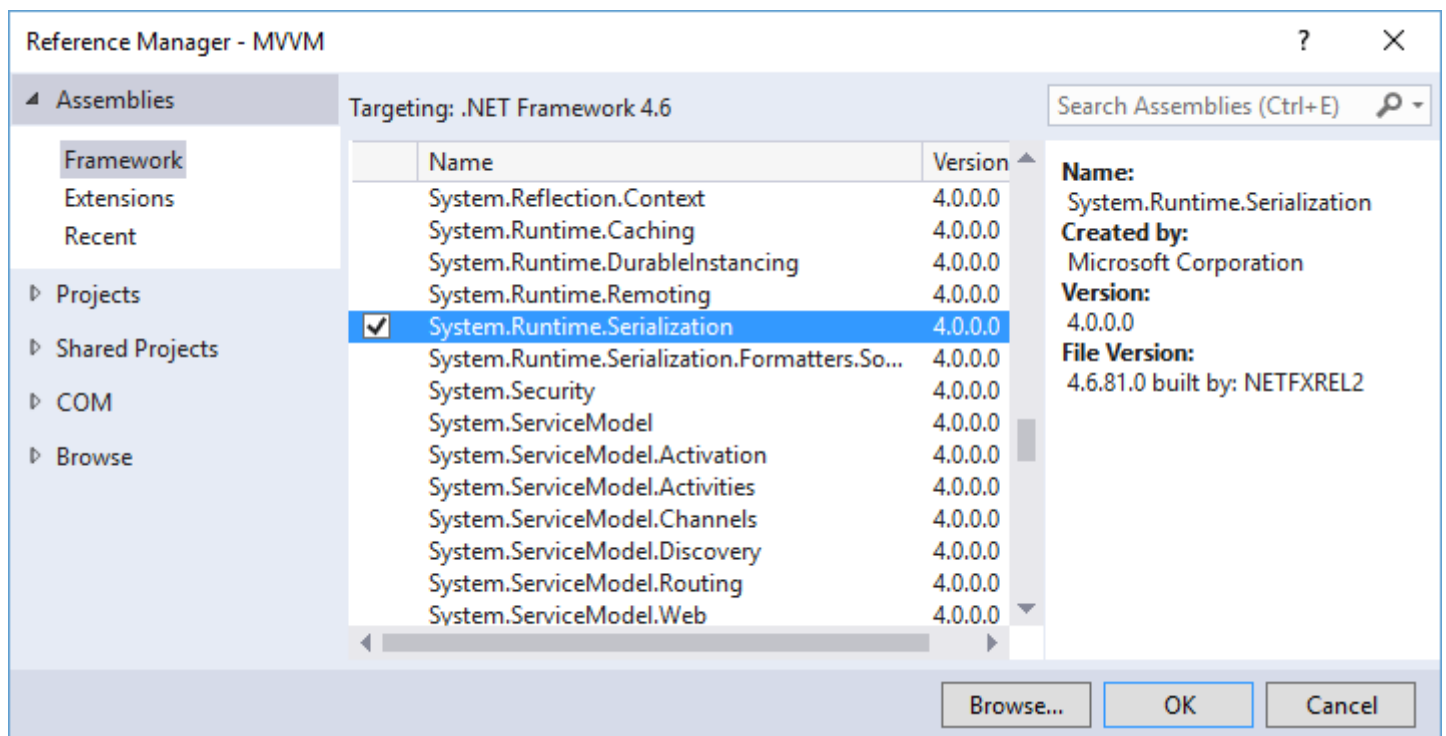 Reference Manager - MVVM
?
Assemblies
Framework
Extensions
Recent
Projects
Shared Projects
COM
Browse
Targeting: .NET Framework 4.6
Search Assemblies (Ctrl+E)
Name Version
System.Reflection.Context 4.0.0.0
System.Runtime.Caching 4.0.0.0
System.Runtime.DurableInstancing 4.0.0.0
System.Runtime.Remoting 4.0.0.0
System.Runtime.Serialization 4.0.0.0
System.Runtime.Serialization.Formatters.So... 4.0.0.0
System.Security 4.0.0.0
System.ServiceModel 4.0.0.0
System.ServiceModel.Activation 4.0.0.0
System.ServiceModel.Activities 4.0.0.0
System.ServiceModel.Channels 4.0.0.0
System.ServiceModel.Discovery 4.0.0.0
System.ServiceModel.Routing 4.0.0.0
System.ServiceModel.Web 4.0.0.0
Name:
System.Runtime.Serialization
Created by:
Microsoft Corporation
Version:
4.0.0.0
File Version:
4.6.81.0 built by: NETFXREL2
Browse... OK Cancel